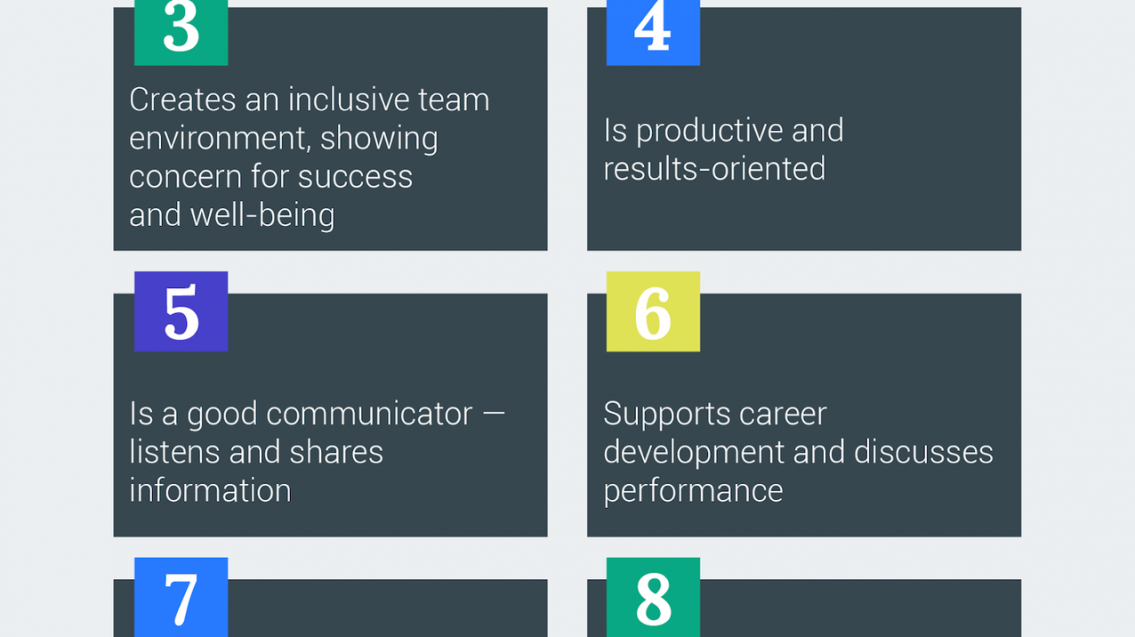 3
Creates an inclusive team
environment, showing
concern for success
and well-being
4
Is productive and
results-oriented
5
Is a good communicator —
listens and shares
information
6
Supports career
development and discusses
performance
7
8